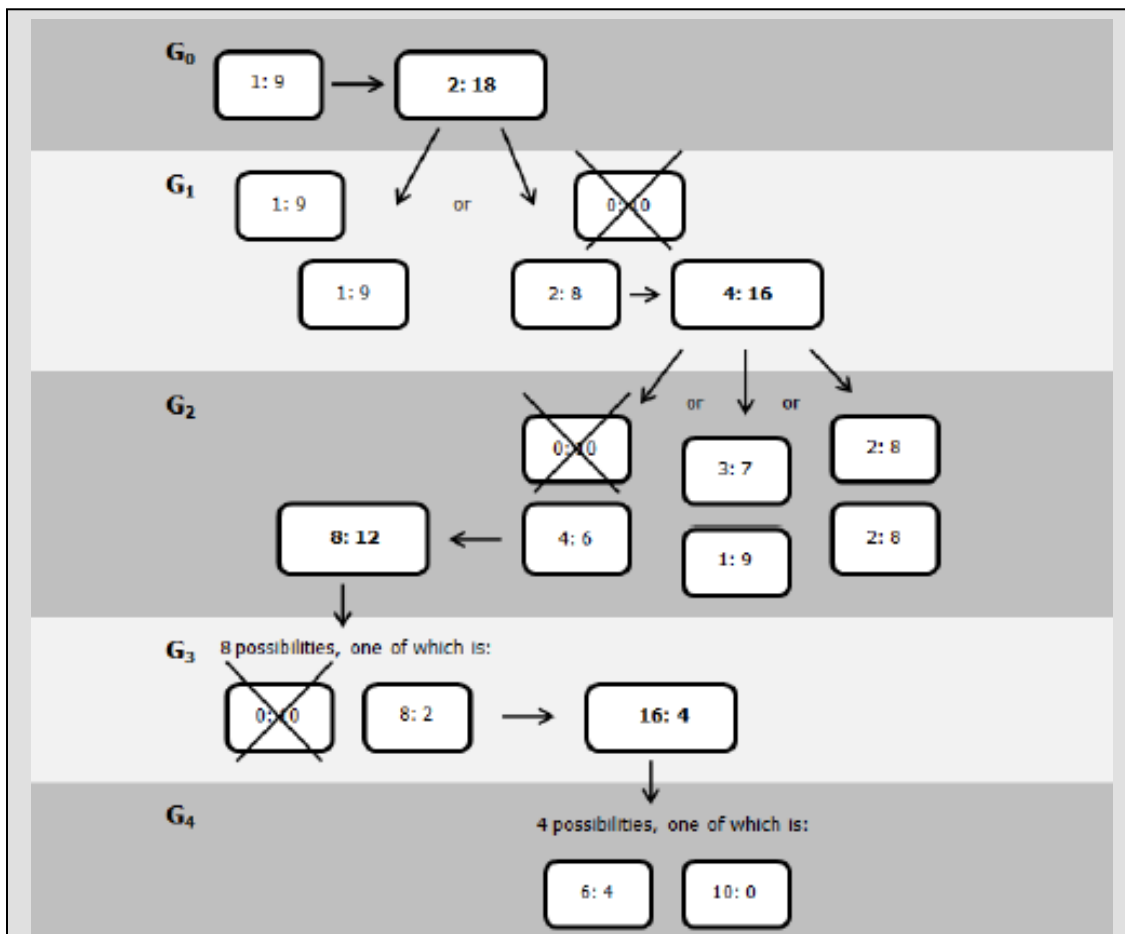 G0
1: 9
2: 18
G1
1: 9
or
0: 10
1: 9
2: 8
4: 16
G2
or
or
0: 10
3: 7
2: 8
8: 12
4: 6
1: 9
2: 8
G3
8 possibilities, one of which is:
0: 10
8: 2
16: 4
G4
4 possibilities, one of which is:
6: 4
10: 0